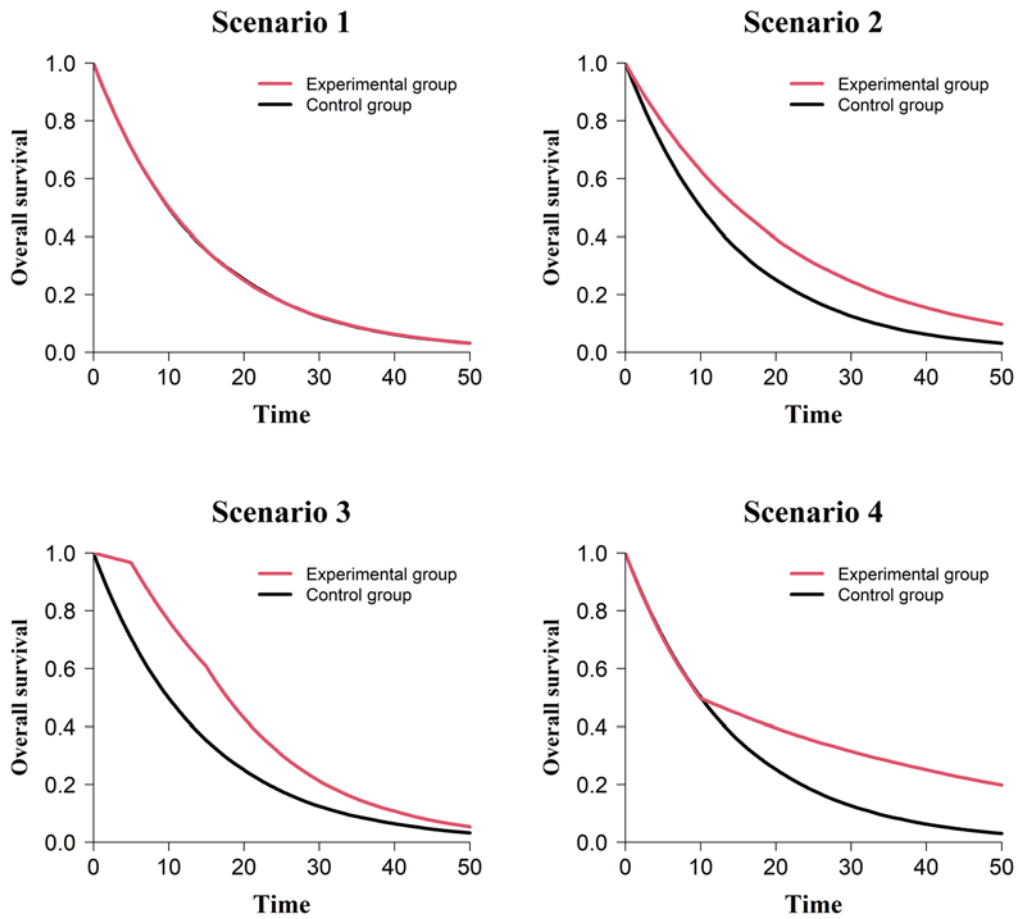 Scenario 1
Experimental group
Control group
Overall survival
1.0
0.8
0.6
0.4
0.2
0.0
0 10 20 30 40 50
Time
Scenario 2
Experimental group
Control group
Overall survival
1.0
0.8
0.6
0.4
0.2
0.0
0 10 20 30 40 50
Time
Scenario 3
Experimental group
Control group
Overall survival
1.0
0.8
0.6
0.4
0.2
0.0
0 10 20 30 40 50
Time
Scenario 4
Experimental group
Control group
Overall survival
1.0
0.8
0.6
0.4
0.2
0.0
0 10 20 30 40 50
Time